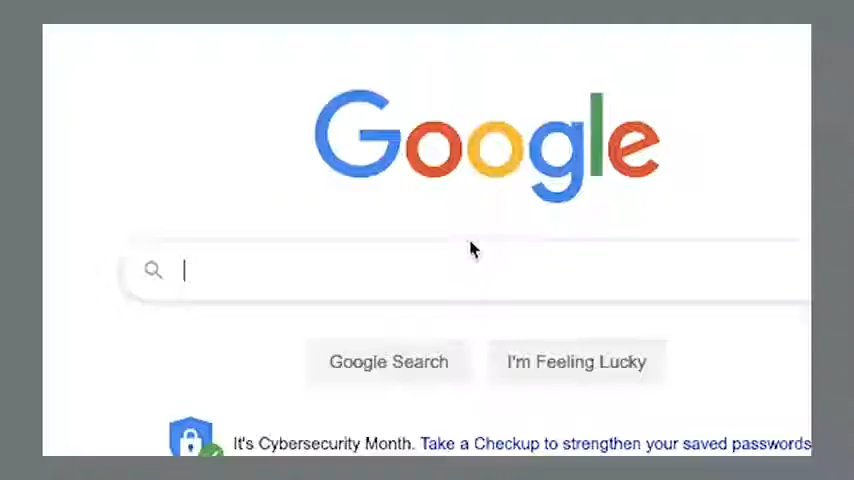 Google
Google Search
I'm Feeling Lucky
It's Cybersecurity Month. Take a Checkup to strengthen your saved passwords